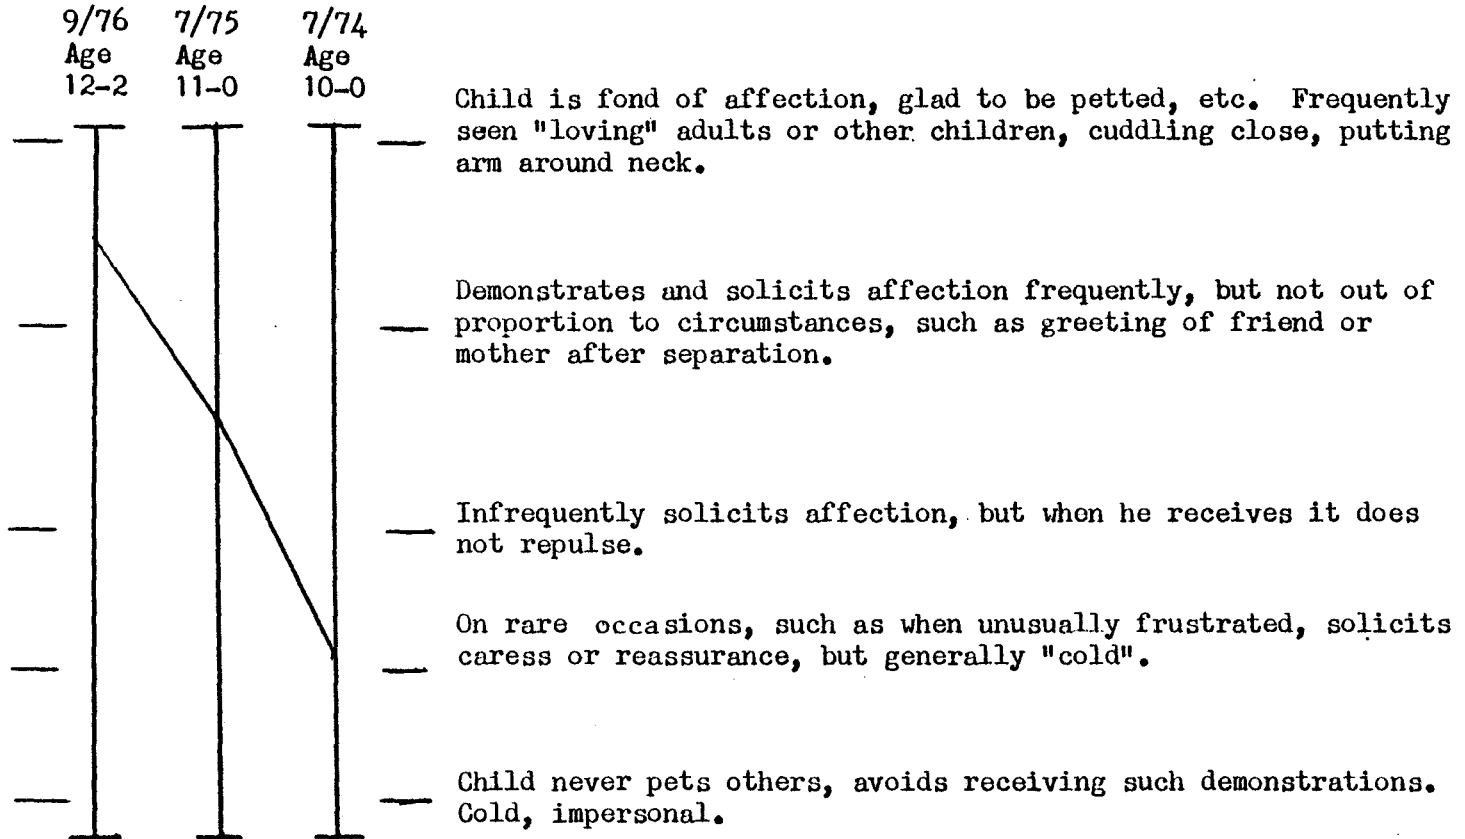 9/76 7/75 7/74
Age Age Age
12-2 11-0 10-0
Child is fond of affection, glad to be petted, etc. Frequently
seen "loving" adults or other children, cuddling close, putting
arm around neck.
Demonstrates and solicits affection frequently, but not out of
proportion to circumstances, such as greeting of friend or
mother after separation.
Infrequently solicits affection, but when he receives it does
not repulse.
On rare occasions, such as when unusually frustrated, solicits
caress or reassurance, but generally "cold".
Child never pets others, avoids receiving such demonstrations.
Cold, impersonal.